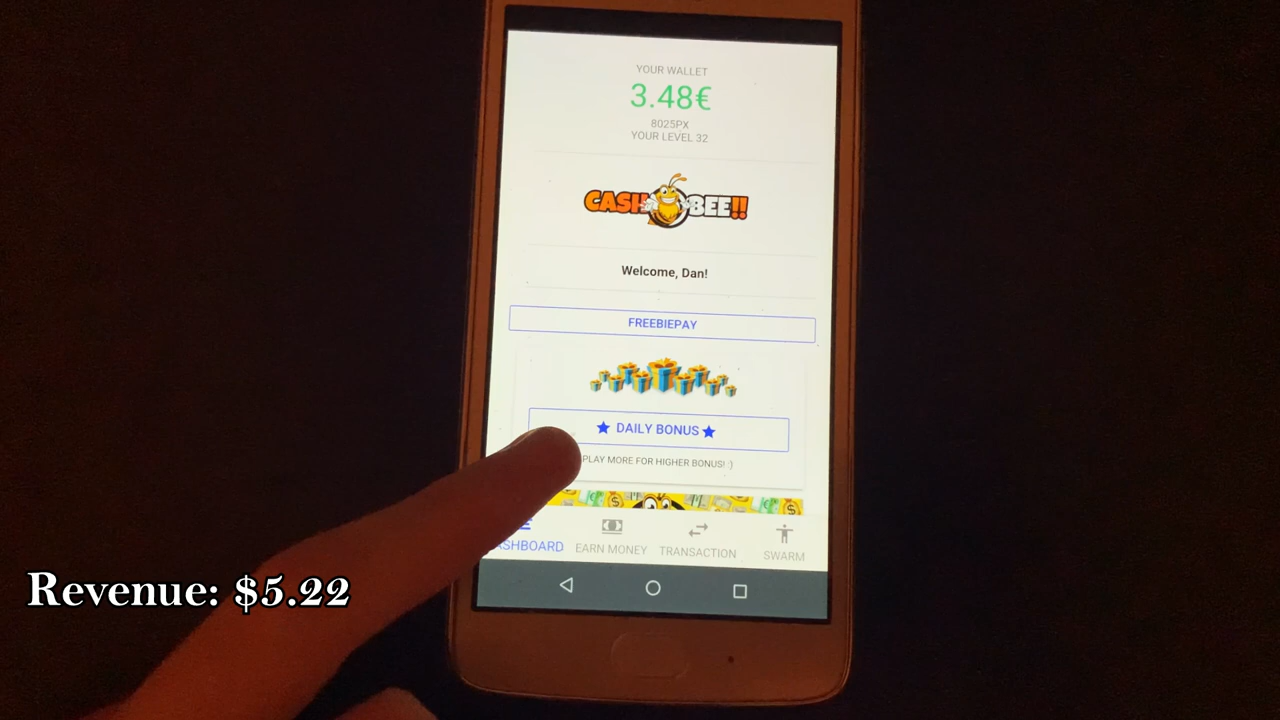 YOUR WALLET
3.48€
8025PX
YOUR LEVEL 32
CASH BEE!!
Welcome, Dan!
FREEBIEPAY
DAILY BONUS
PLAY MORE FOR HIGHER BONUS! :)
ASHBOARD EARN MONEY TRANSACTION SWARM
Revenue: $5.22